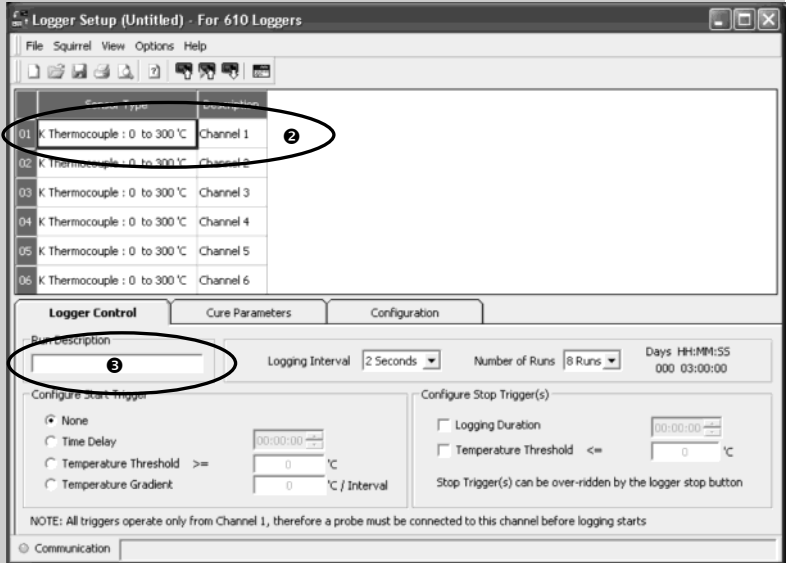 Logger Setup (Untitled) - For 610 Loggers
File Squirrel View Options Help
Sensor Type Description
01 K Thermocouple : 0 to 300 'C Channel 1 ❷
02 K Thermocouple : 0 to 300 'C Channel 2
03 K Thermocouple : 0 to 300 'C Channel 3
04 K Thermocouple : 0 to 300 'C Channel 4
05 K Thermocouple : 0 to 300 'C Channel 5
06 K Thermocouple : 0 to 300 'C Channel 6
Logger Control Cure Parameters Configuration
Run Description
❸
Logging Interval 2 Seconds Number of Runs 8 Runs Days HH:MM:SS
000 03:00:00
Configure Start Trigger
None
Time Delay 00:00:00
Temperature Threshold >= 0 'C
Temperature Gradient 0 'C / Interval
Configure Stop Trigger(s)
Logging Duration 00:00:00
Temperature Threshold <= 0 'C
Stop Trigger(s) can be over-ridden by the logger stop button
NOTE: All triggers operate only from Channel 1, therefore a probe must be connected to this channel before logging starts
Communication